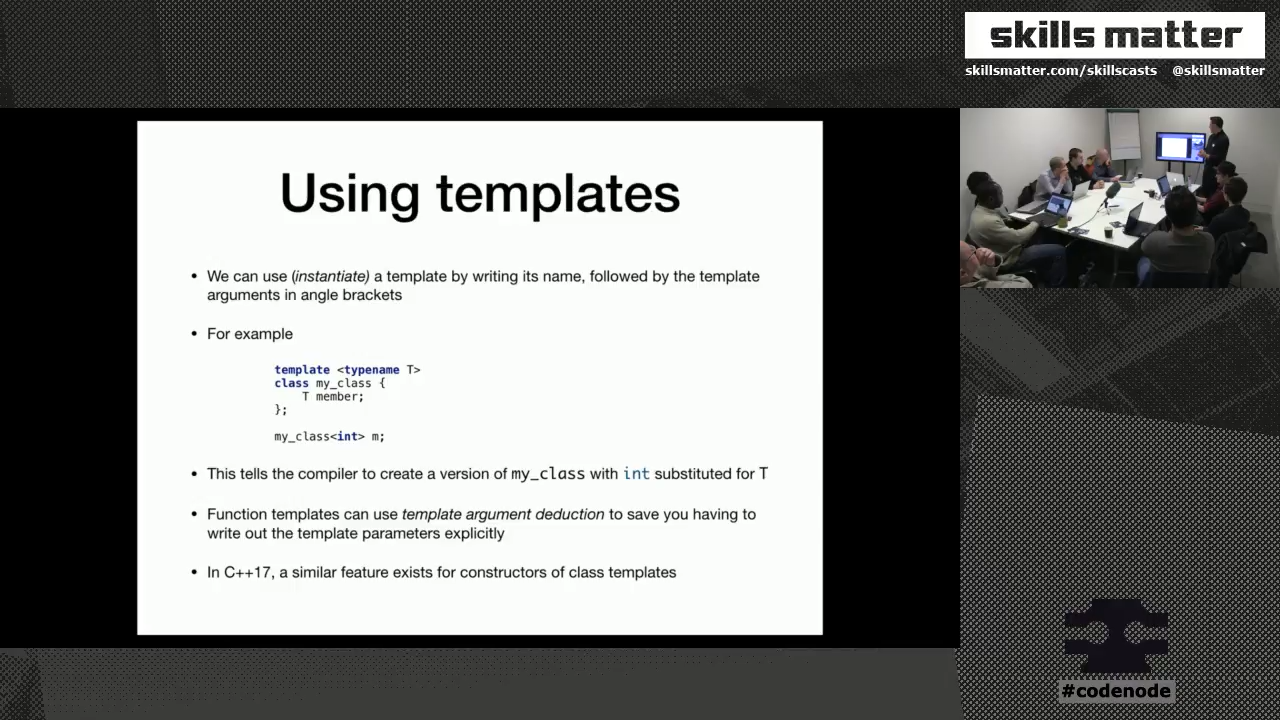 skills matter
skillsmatter.com/skillscasts @skillsmatter
Using templates
• We can use (instantiate) a template by writing its name, followed by the template
arguments in angle brackets
• For example
template <typename T>
class my_class {
T member;
};
my_class<int> m;
• This tells the compiler to create a version of my_class with int substituted for T
• Function templates can use template argument deduction to save you having to
write out the template parameters explicitly
• In C++17, a similar feature exists for constructors of class templates
#codenode